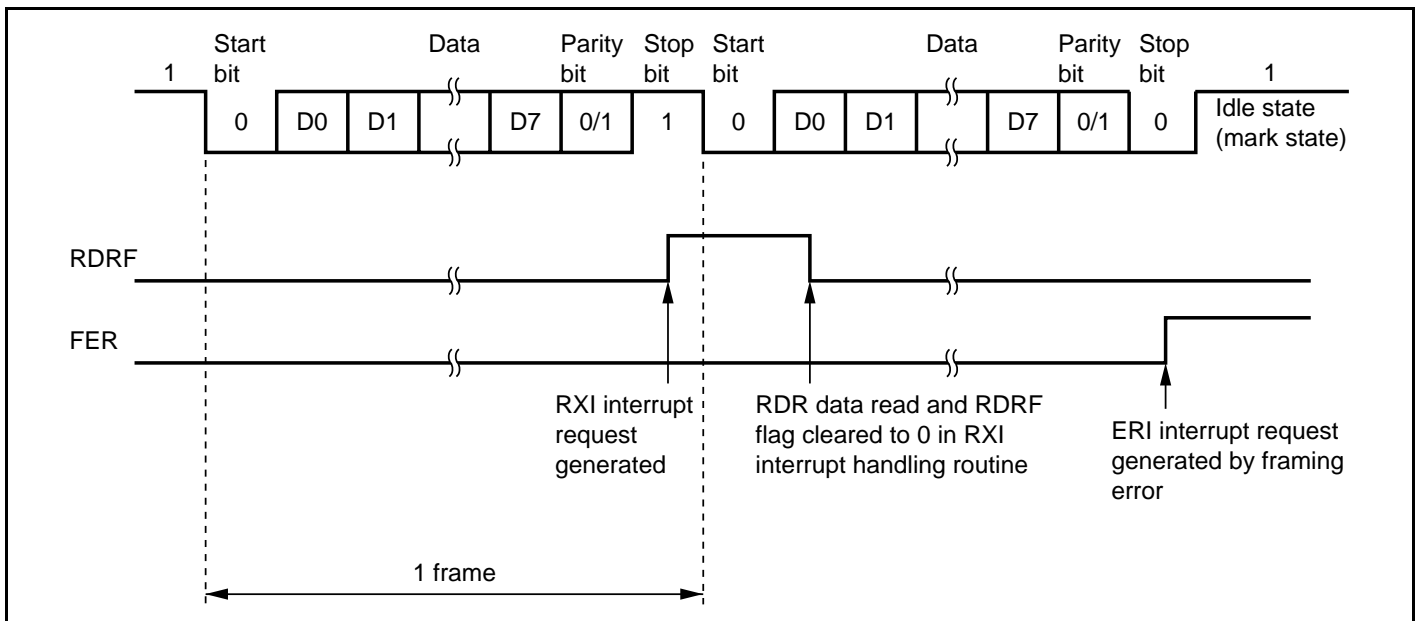 Start Data Parity Stop Start Data Parity Stop
1 bit bit bit bit bit bit 1
0 D0 D1 D7 0/1 1 0 D0 D1 D7 0/1 0 Idle state
(mark state)
RDRF
FER
RXI interrupt
request
generated
RDR data read and RDRF
flag cleared to 0 in RXI
interrupt handling routine
ERI interrupt request
generated by framing
error
1 frame